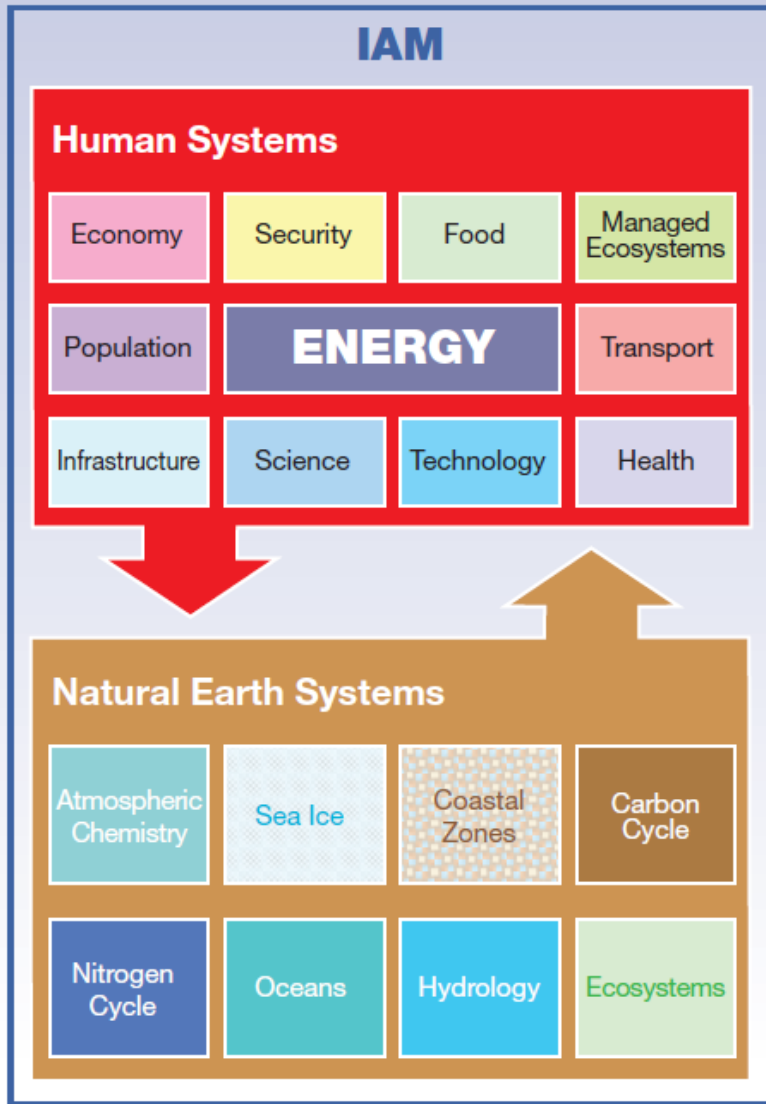 IAM
Human Systems
Economy
Security
Food
Managed
Ecosystems
Population
ENERGY
Transport
Infrastructure
Science
Technology
Health
Natural Earth Systems
Atmospheric
Chemistry
Sea Ice
Coastal
Zones
Carbon
Cycle
Nitrogen
Cycle
Oceans
Hydrology
Ecosystems